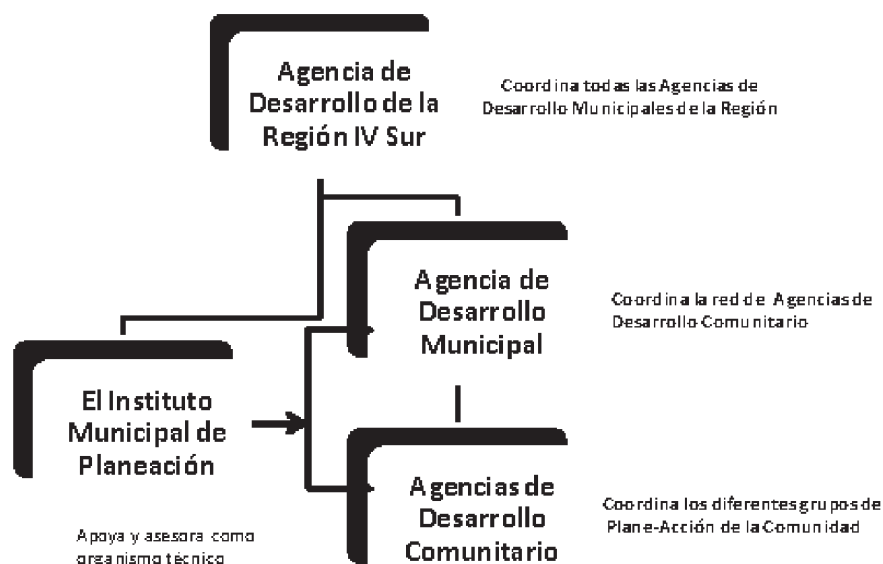 Agencia de
Desarrollo de la
Región IV Sur
Coordina todas las Agencias de
Desarrollo Municipales de la Región
Agencia de
Desarrollo
Municipal
Coordina la red de Agencias de
Desarrollo Comunitario
El Instituto
Municipal de
Planeación
Apoya y asesora como
organismo técnico
Agencias de
Desarrollo
Comunitario
Coordina los diferentes grupos de
Plane-Acción de la Comunidad